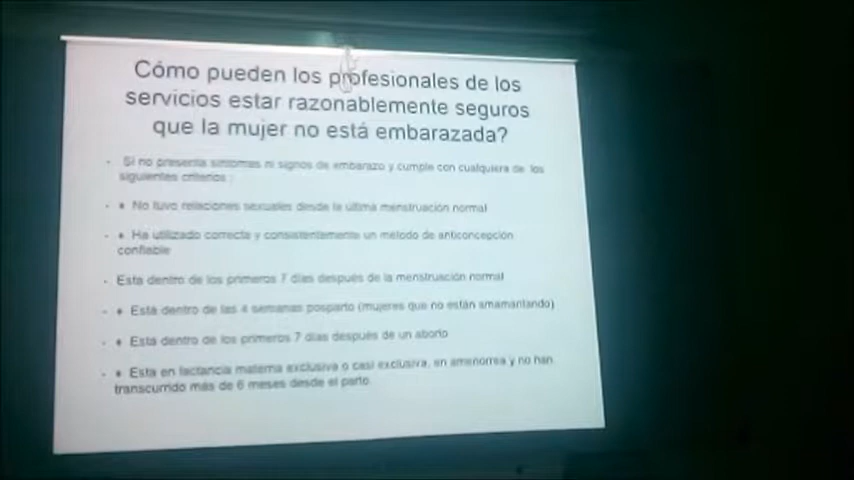 Cómo pueden los profesionales de los
servicios estar razonablemente seguros
que la mujer no está embarazada?
• Si no presenta síntomas ni signos de embarazo y cumple con cualquiera de los
siguientes criterios :
• • No tuvo relaciones sexuales desde la última menstruación normal
• • Ha utilizado correcta y consistentemente un método de anticoncepción
confiable
• Esta dentro de los primeros 7 días después de la menstruación normal
• • Está dentro de las 4 semanas posparto (mujeres que no están amamantando)
• • Está dentro de los primeros 7 días después de un aborto
• • Esta en lactancia materna exclusiva o casi exclusiva, en amenorrea y no han
transcurrido más de 6 meses desde el parto.